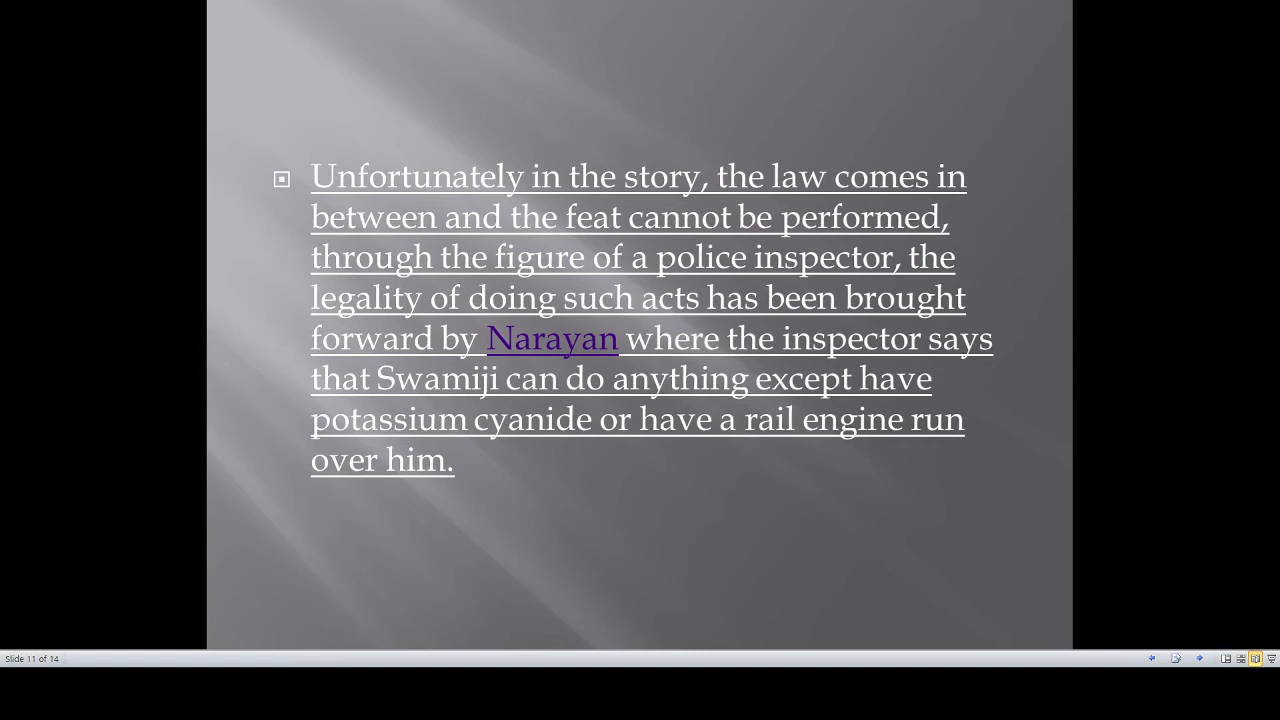 Unfortunately in the story, the law comes in
between and the feat cannot be performed,
through the figure of a police inspector, the
legality of doing such acts has been brought
forward by Narayan where the inspector says
that Swamiji can do anything except have
potassium cyanide or have a rail engine run
over him.
Slide 11 of 14